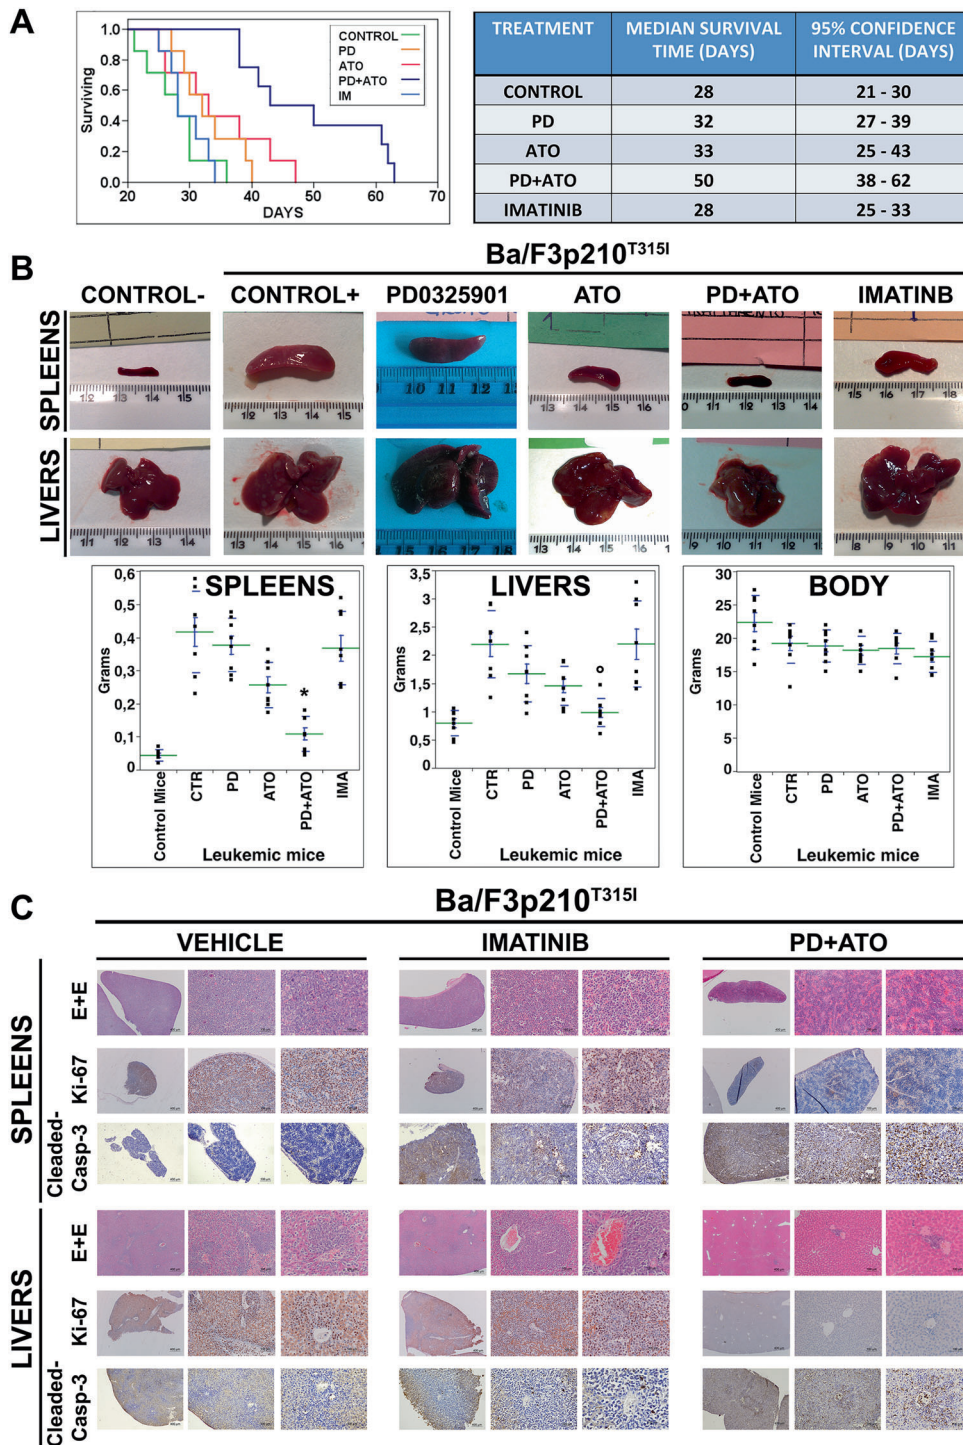 A
Surviving
1.0
0.8
0.6
0.4
0.2
0.0
20 30 40 50 60 70
DAYS
CONTROL
PD
ATO
PD+ATO
IM
TREATMENT MEDIAN SURVIVAL TIME (DAYS) 95% CONFIDENCE INTERVAL (DAYS)
CONTROL 28 21 - 30
PD 32 27 - 39
ATO 33 25 - 43
PD+ATO 50 38 - 62
IMATINIB 28 25 - 33
B
Ba/F3p210T315I
CONTROL- CONTROL+ PD0325901 ATO PD+ATO IMATINB
SPLEENS
LIVERS
SPLEENS
Grams
0,6
0,5
0,4
0,3
0,2
0,1
0
*
Control Mice CTR PD ATO PD+ATO IMA
Leukemic mice
LIVERS
Grams
3,5
3
2,5
2
1,5
1
0,5
0
Control Mice CTR PD ATO PD+ATO IMA
Leukemic mice
BODY
Grams
30
25
20
15
10
5
0
Control Mice CTR PD ATO PD+ATO IMA
Leukemic mice
C
Ba/F3p210T315I
VEHICLE IMATINIB PD+ATO
SPLEENS
E+E
Ki-67
Cleaded-
Casp-3
LIVERS
E+E
Ki-67
Cleaded-
Casp-3